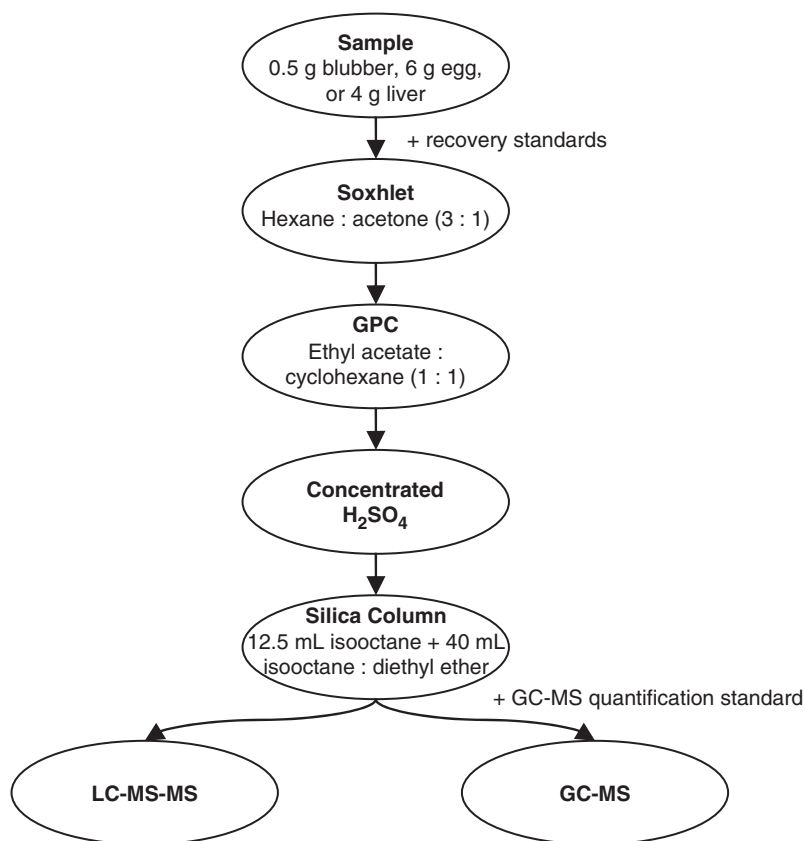 Sample
0.5 g blubber, 6 g egg,
or 4 g liver
+ recovery standards
Soxhlet
Hexane : acetone (3 : 1)
GPC
Ethyl acetate :
cyclohexane (1 : 1)
Concentrated
H₂SO₄
Silica Column
12.5 mL isooctane + 40 mL
isooctane : diethyl ether
+ GC-MS quantification standard
LC-MS-MS
GC-MS